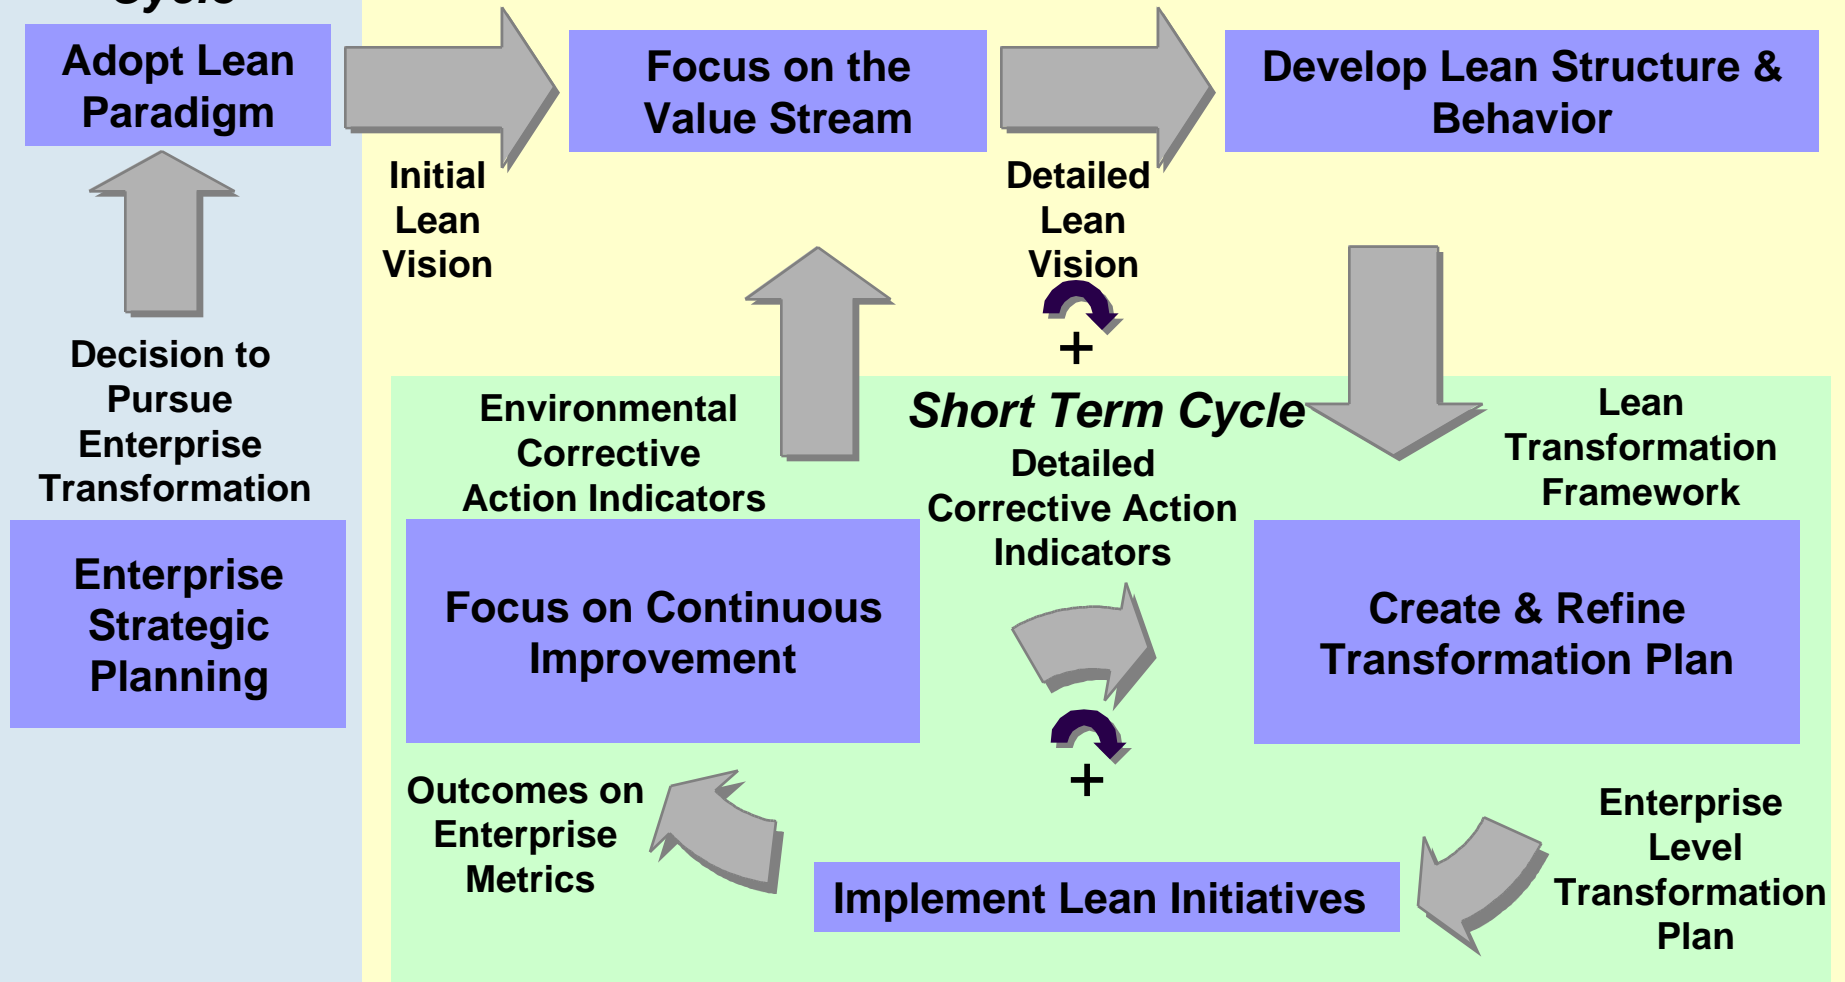 Cycle
Adopt Lean
Paradigm
Focus on the
Value Stream
Develop Lean Structure &
Behavior
Initial
Lean
Vision
Detailed
Lean
Vision
+
Decision to
Pursue
Enterprise
Transformation
Environmental
Corrective
Action Indicators
Short Term Cycle
Detailed
Corrective Action
Indicators
Lean
Transformation
Framework
Enterprise
Strategic
Planning
Focus on Continuous
Improvement
Create & Refine
Transformation Plan
+
Outcomes on
Enterprise
Metrics
Implement Lean Initiatives
Enterprise
Level
Transformation
Plan